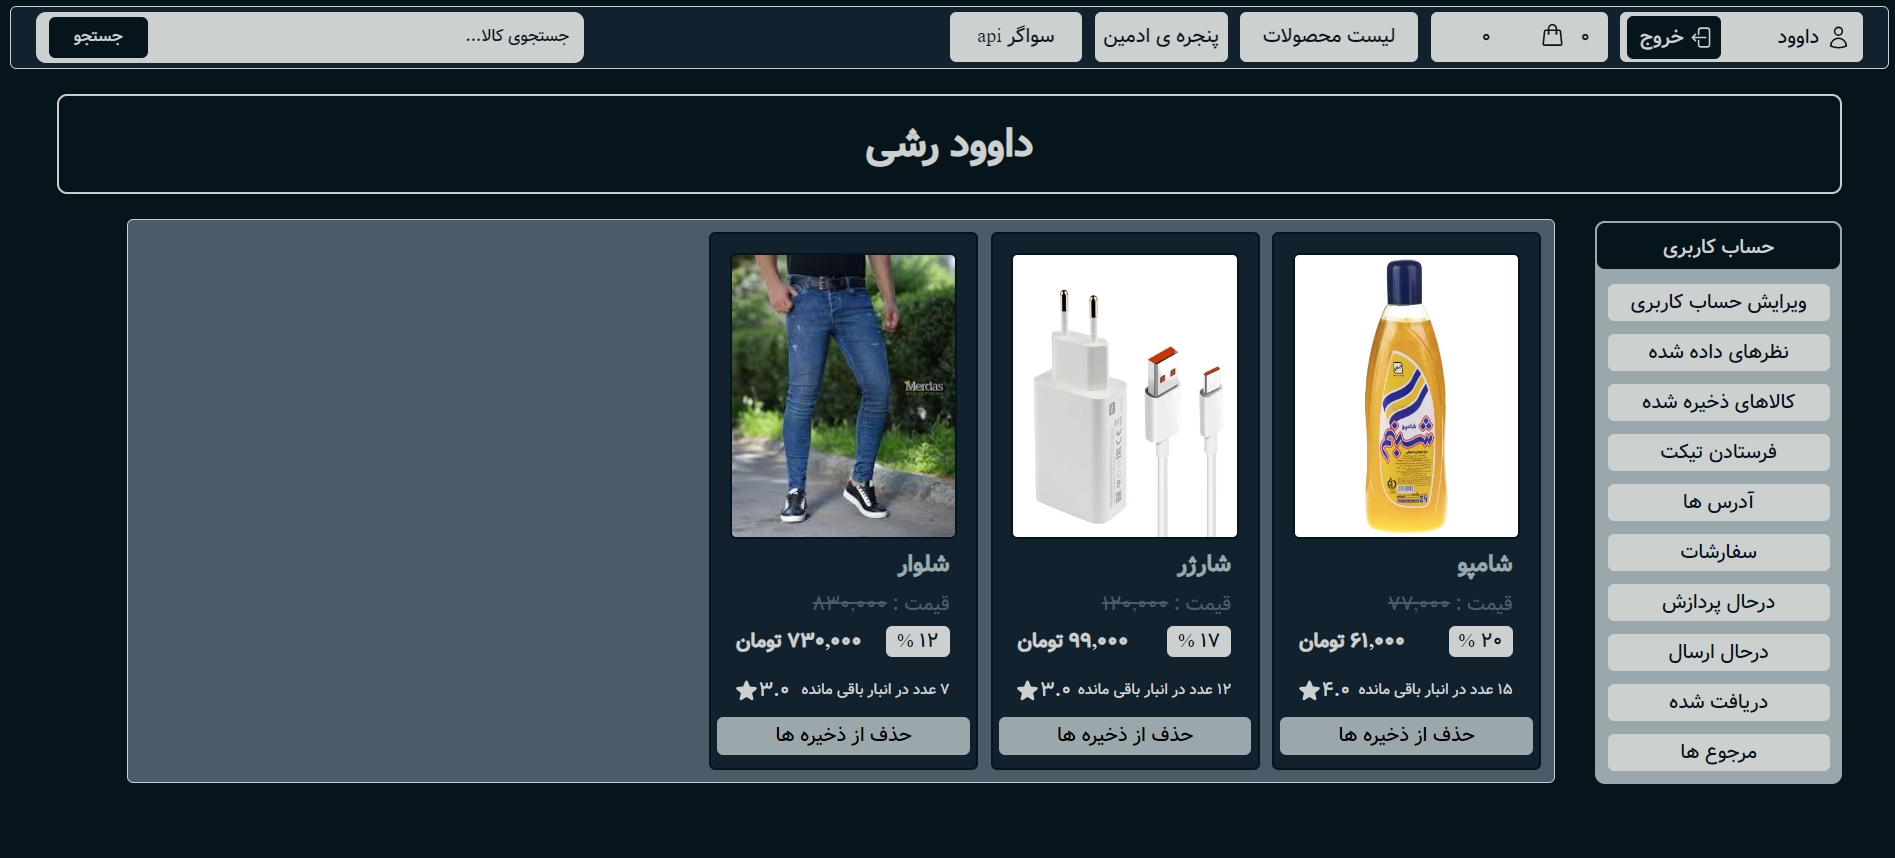 داوود
خروج
۰
۰
لیست محصولات
پنجره ی ادمین
سواگر api
جستجوی کالا...
جستجو
داوود رشی
حساب کاربری
ویرایش حساب کاربری
نظرهای داده شده
کالاهای ذخیره شده
فرستادن تیکت
آدرس ها
سفارشات
درحال پردازش
درحال ارسال
دریافت شده
مرجوع ها
شامپو
شبنم
شامپو
قیمت : ۷۷,۰۰۰
۲۰ %
۶۱,۰۰۰ تومان
۱۵ عدد در انبار باقی مانده
۴.۰
حذف از ذخیره ها
شارژر
قیمت : ۱۲۰,۰۰۰
۱۷ %
۹۹,۰۰۰ تومان
۱۲ عدد در انبار باقی مانده
۳.۰
حذف از ذخیره ها
Merdas
شلوار
قیمت : ۸۳۰,۰۰۰
۱۲ %
۷۳۰,۰۰۰ تومان
۷ عدد در انبار باقی مانده
۳.۰
حذف از ذخیره ها